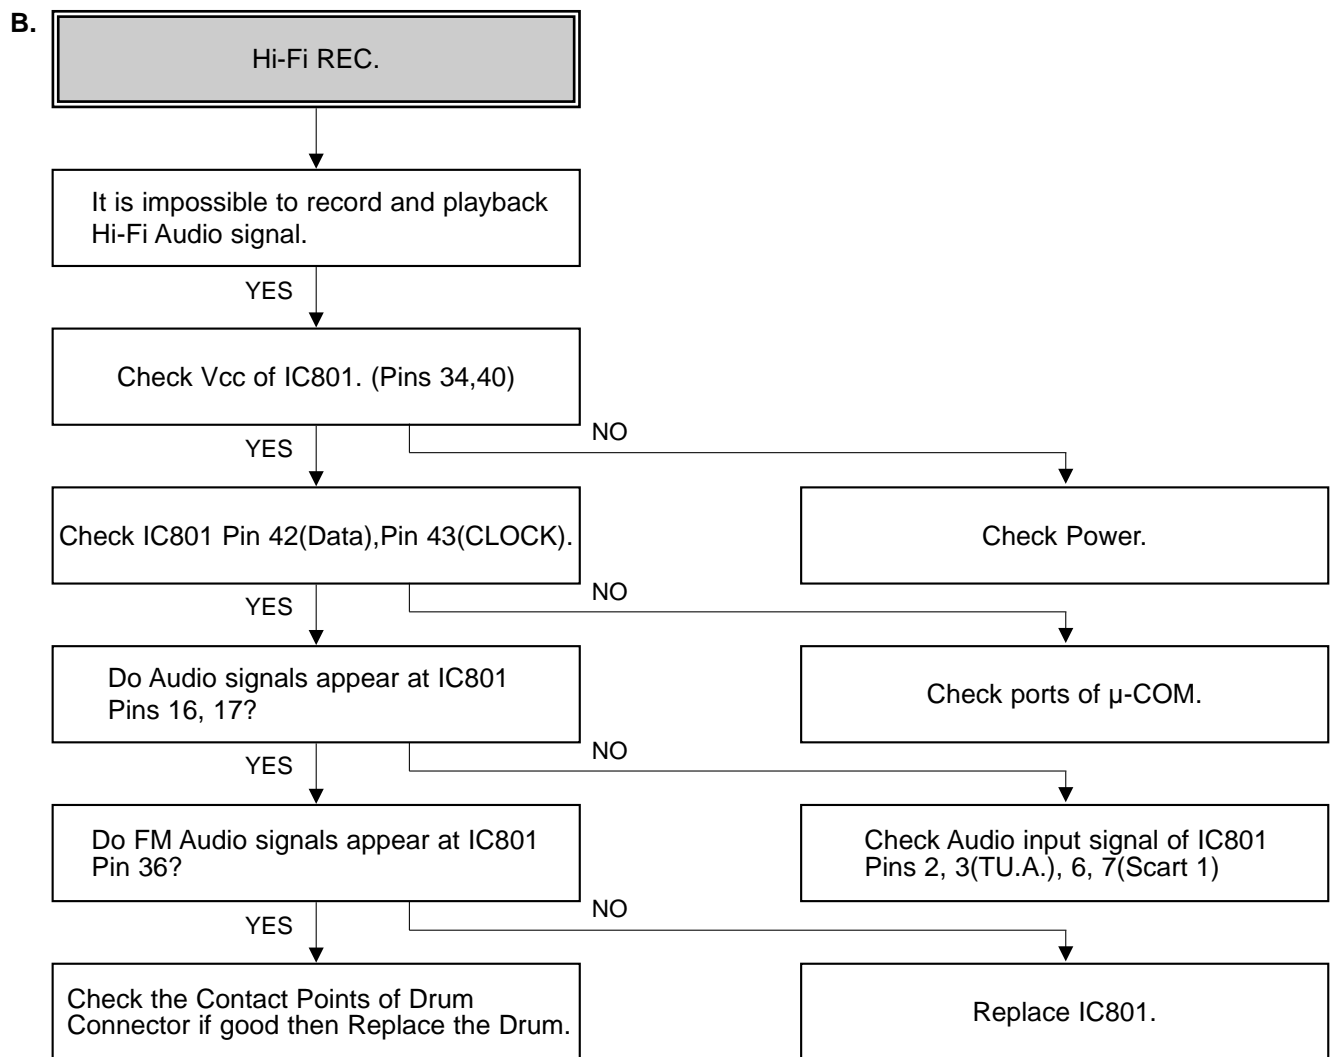 B.
Hi-Fi REC.
It is impossible to record and playback
Hi-Fi Audio signal.
YES
Check Vcc of IC801. (Pins 34,40)
YES
NO
Check IC801 Pin 42(Data),Pin 43(CLOCK).
Check Power.
YES
NO
Do Audio signals appear at IC801
Pins 16, 17?
Check ports of µ-COM.
YES
NO
Do FM Audio signals appear at IC801
Pin 36?
Check Audio input signal of IC801
Pins 2, 3(TU.A.), 6, 7(Scart 1)
YES
NO
Check the Contact Points of Drum
Connector if good then Replace the Drum.
Replace IC801.